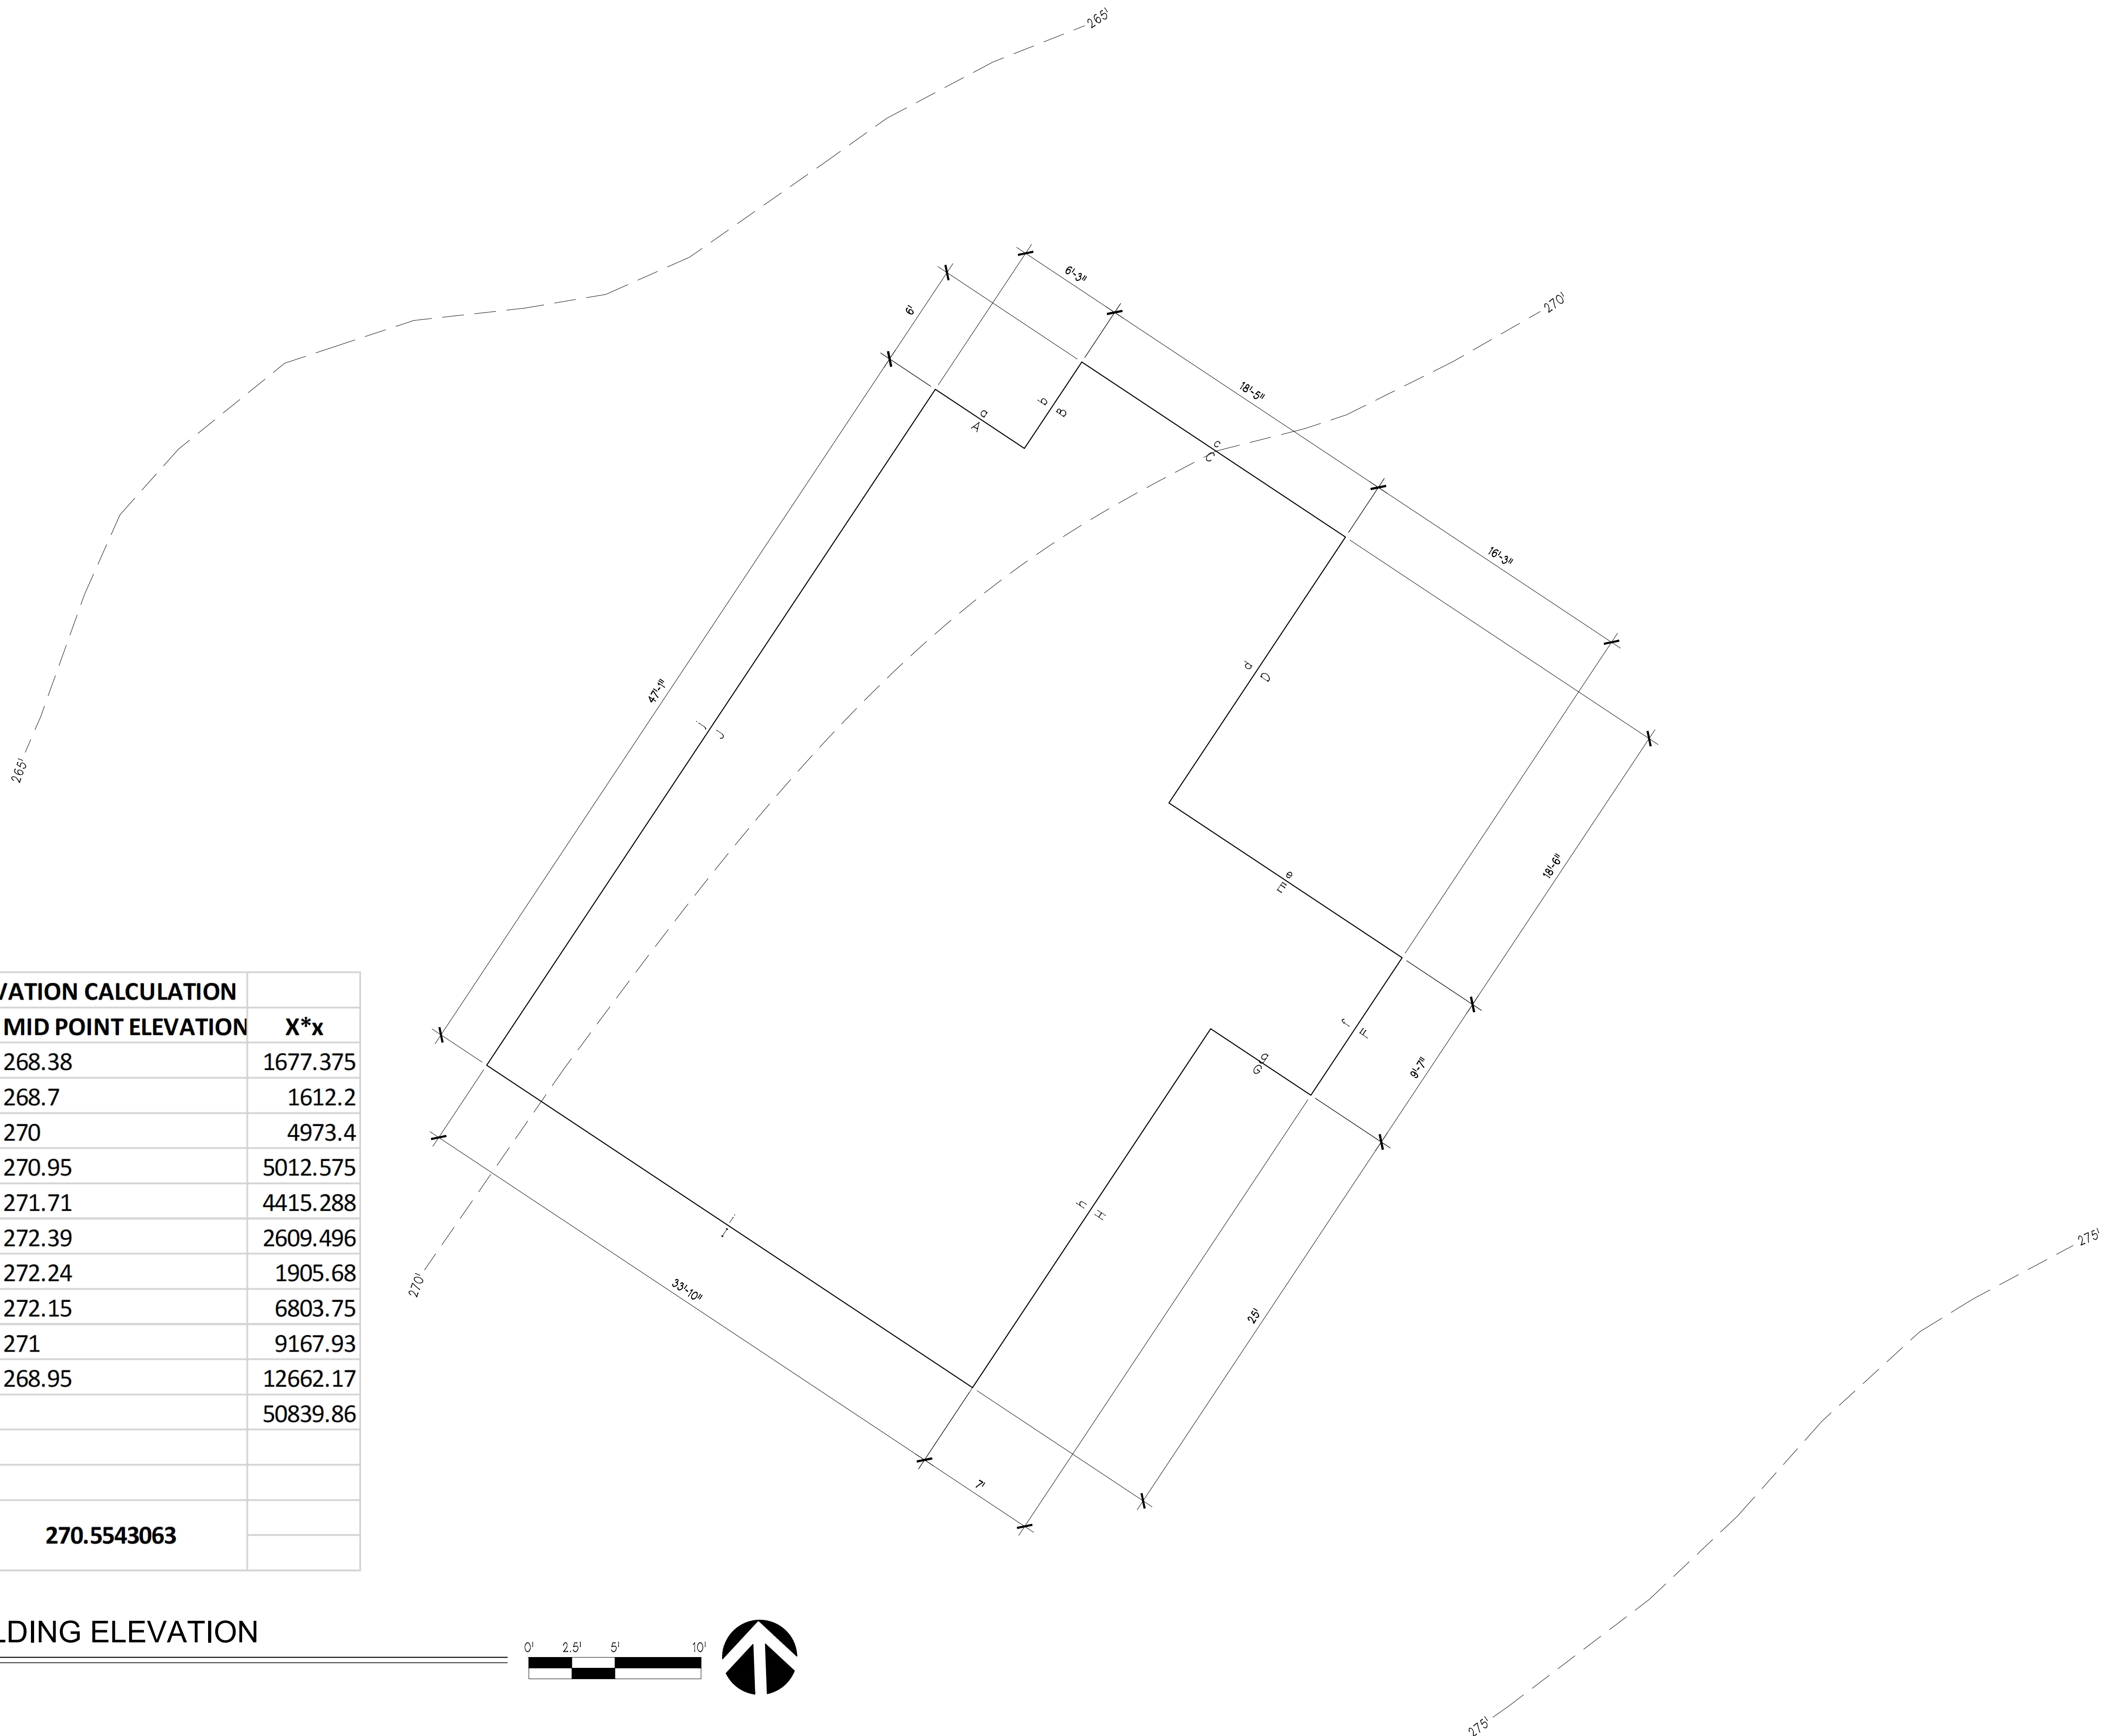 265'
6'-3"
6'
270'
18'-5"
a
A
b
B
c
C
16'-3"
d
D
47'-1"
j
J
265'
e
E
18'-6"
f
F
g
G
9'-7"
h
H
i
I
270'
33'-10"
25'
7'
275'
275'
VATION CALCULATION
MID POINT ELEVATION X*x
268.38 1677.375
268.7 1612.2
270 4973.4
270.95 5012.575
271.71 4415.288
272.39 2609.496
272.24 1905.68
272.15 6803.75
271 9167.93
268.95 12662.17
50839.86
270.5543063
LDING ELEVATION
0' 2.5' 5' 10'